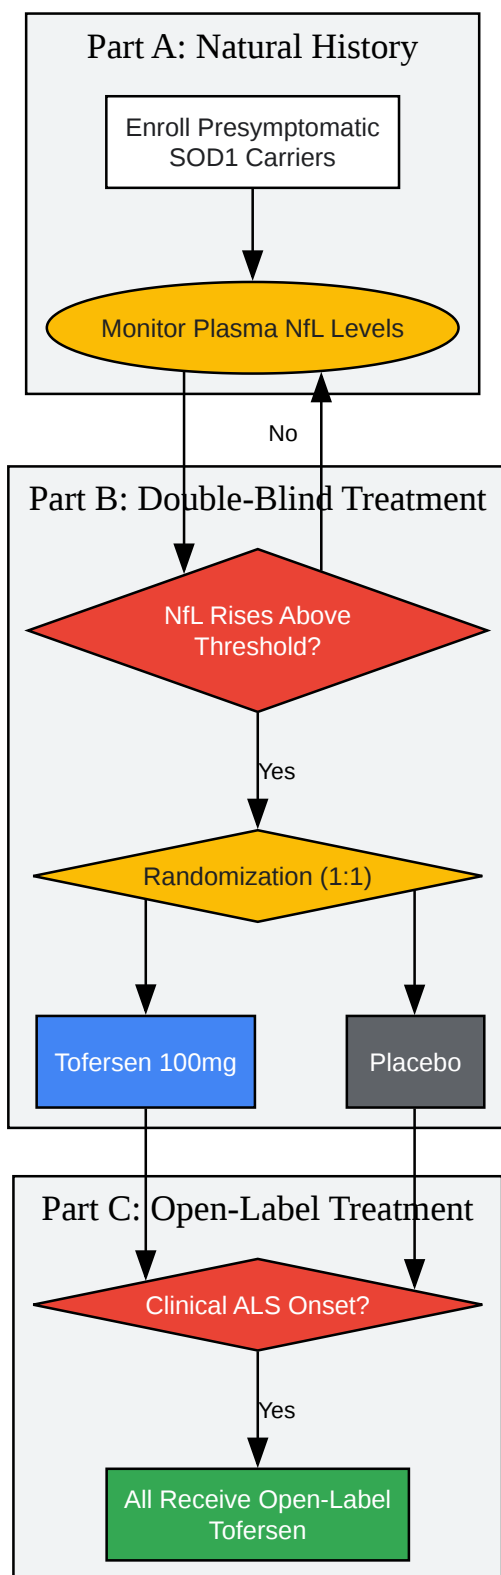 Part A: Natural History
Enroll Presymptomatic
SOD1 Carriers
Monitor Plasma NfL Levels
No
Part B: Double-Blind Treatment
NfL Rises Above
Threshold?
Yes
Randomization (1:1)
Tofersen 100mg
Placebo
Part C: Open-Label Treatment
Clinical ALS Onset?
Yes
All Receive Open-Label
Tofersen